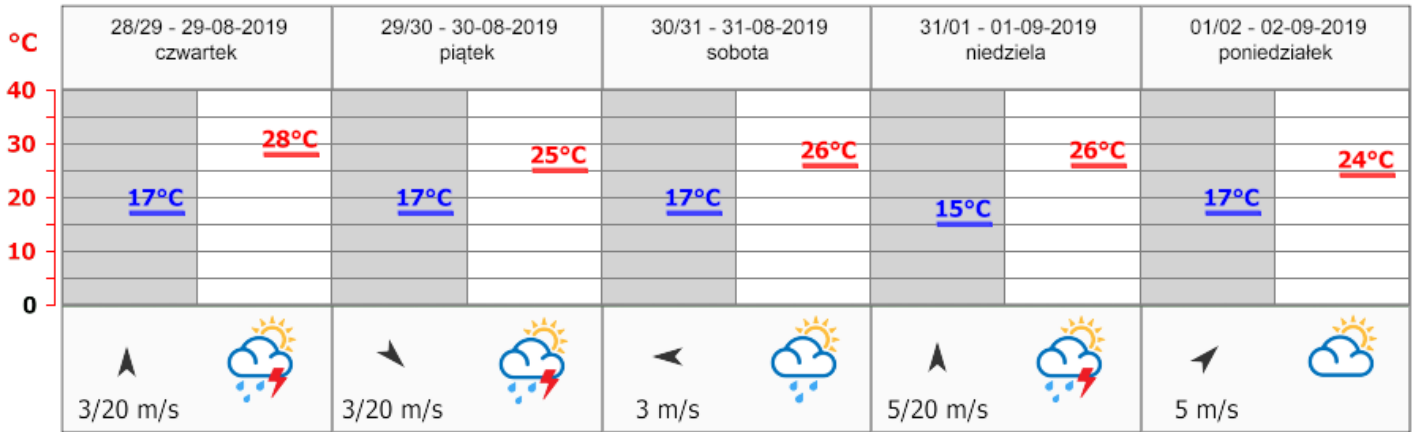 °C
28/29 - 29-08-2019
czwartek
29/30 - 30-08-2019
piątek
30/31 - 31-08-2019
sobota
31/01 - 01-09-2019
niedziela
01/02 - 02-09-2019
poniedziałek
40
30
20
10
0
17°C
28°C
17°C
25°C
17°C
26°C
15°C
26°C
17°C
24°C
3/20 m/s
3/20 m/s
3 m/s
5/20 m/s
5 m/s